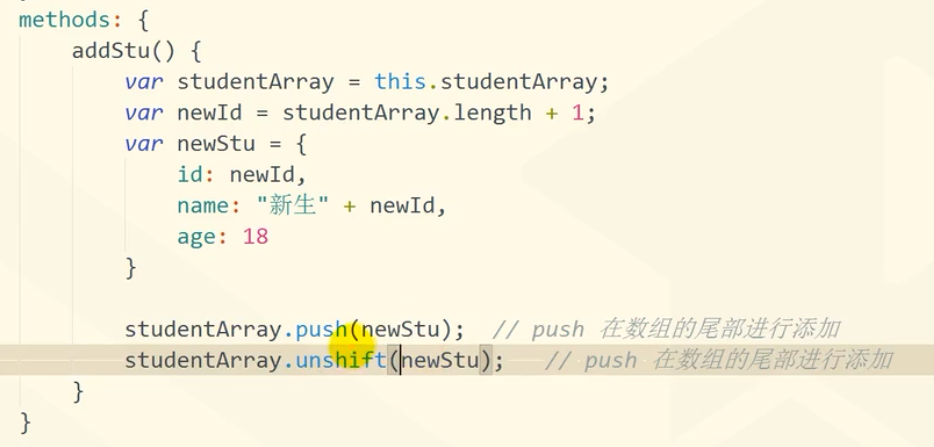 methods: {
addStu() {
var studentArray = this.studentArray;
var newId = studentArray.length + 1;
var newStu = {
id: newId,
name: "新生" + newId,
age: 18
}
studentArray.push(newStu); // push 在数组的尾部进行添加
studentArray.unshift(newStu); // push 在数组的尾部进行添加
}
}